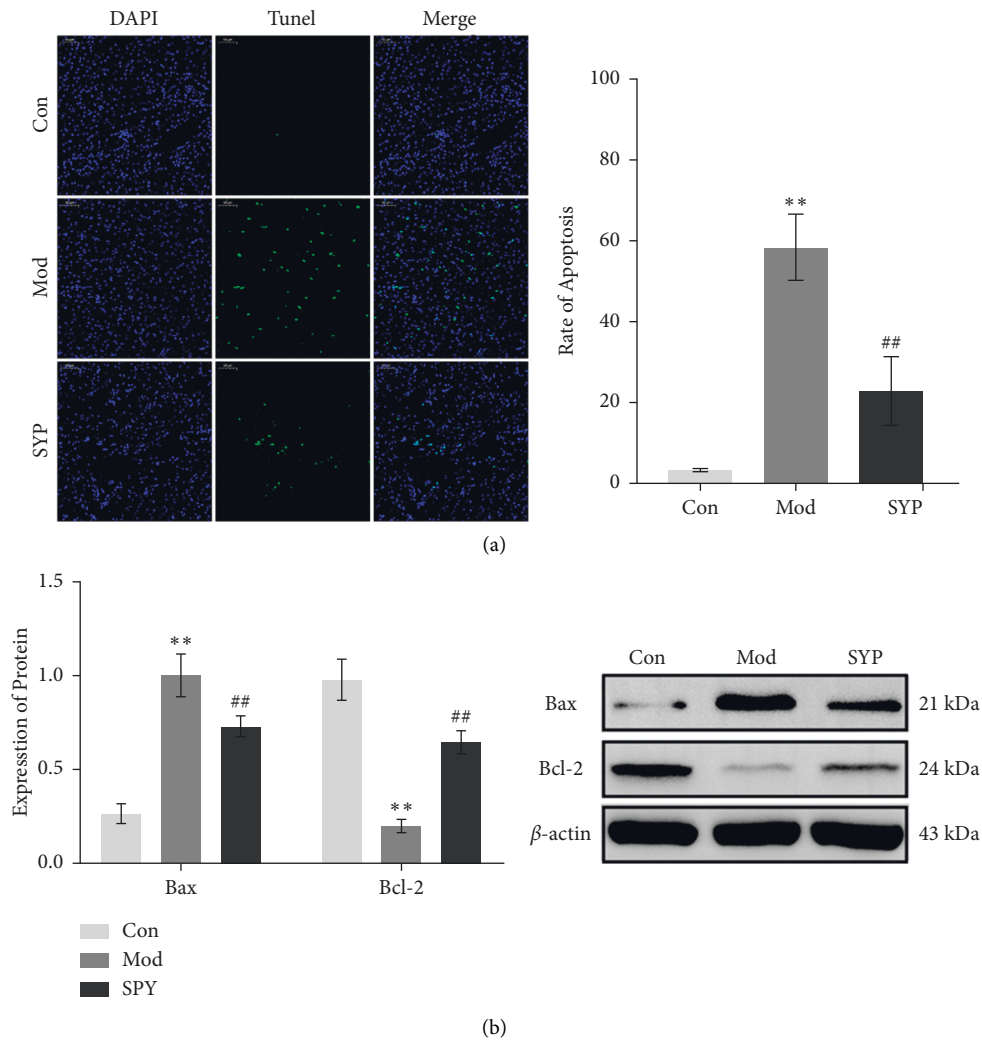 DAPI Tunel Merge
Con
Mod
SYP
Rate of Apoptosis
100
80
60
40
20
0
**
##
Con Mod SYP
(a)
Expresstion of Protein
1.5
1.0
0.5
0.0
**
##
**
##
Bax Bcl-2
Con
Mod
SPY
Con Mod SYP
Bax 21 kDa
Bcl-2 24 kDa
β-actin 43 kDa
(b)